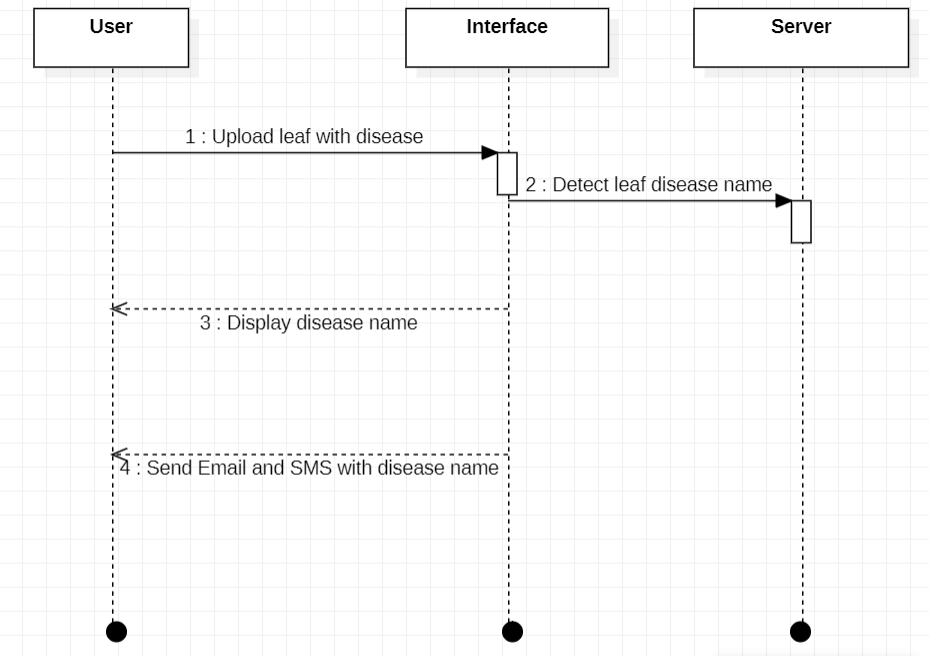 User
Interface
Server
1 : Upload leaf with disease
2 : Detect leaf disease name
3 : Display disease name
4 : Send Email and SMS with disease name